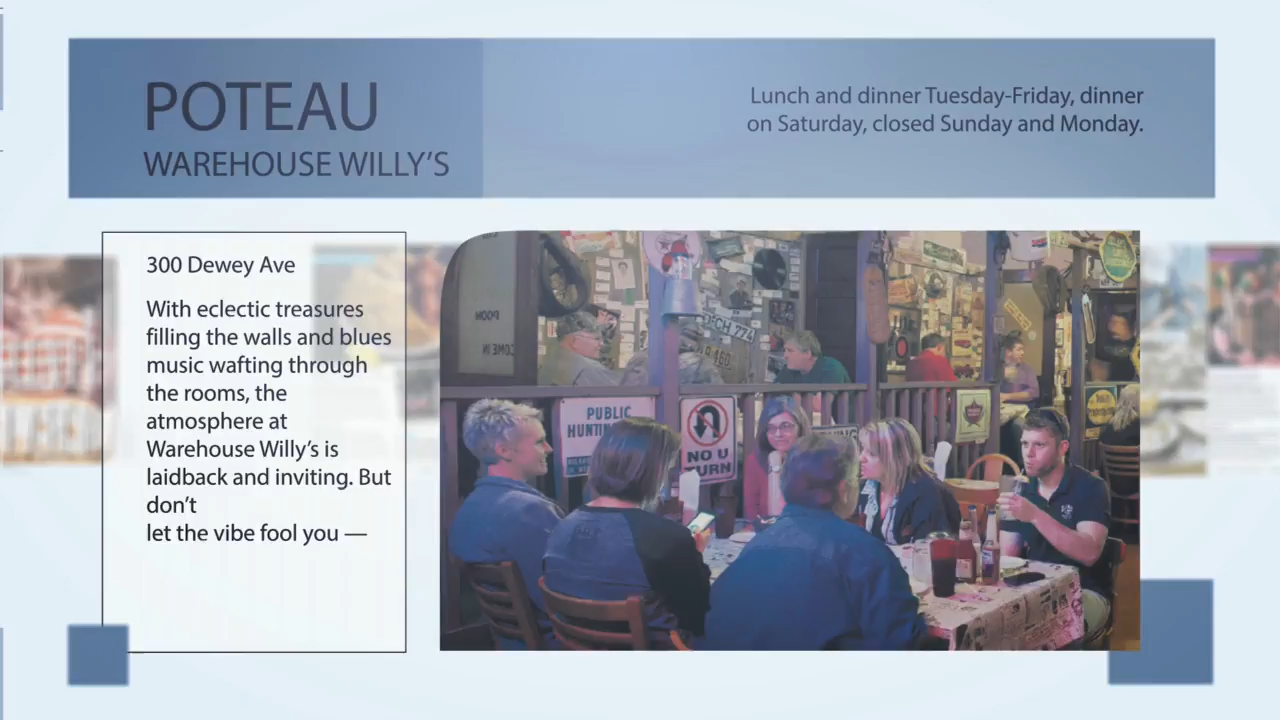 POTEAU
WAREHOUSE WILLY'S
Lunch and dinner Tuesday-Friday, dinner
on Saturday, closed Sunday and Monday.
300 Dewey Ave
With eclectic treasures
filling the walls and blues
music wafting through
the rooms, the
atmosphere at
Warehouse Willy's is
laidback and inviting. But
don't
let the vibe fool you —
PUBLIC
NO U
TURN